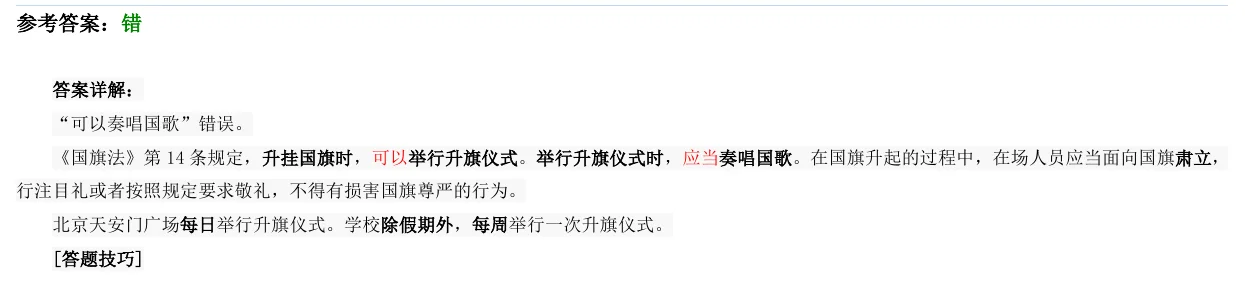 参考答案：错
答案详解：
“可以奏唱国歌”错误。
《国旗法》第 14 条规定，升挂国旗时，可以举行升旗仪式。举行升旗仪式时，应当奏唱国歌。在国旗升起的过程中，在场人员应当面向国旗肃立，
行注目礼或者按照规定要求敬礼，不得有损害国旗尊严的行为。
北京天安门广场每日举行升旗仪式。学校除假期外，每周举行一次升旗仪式。
[答题技巧]